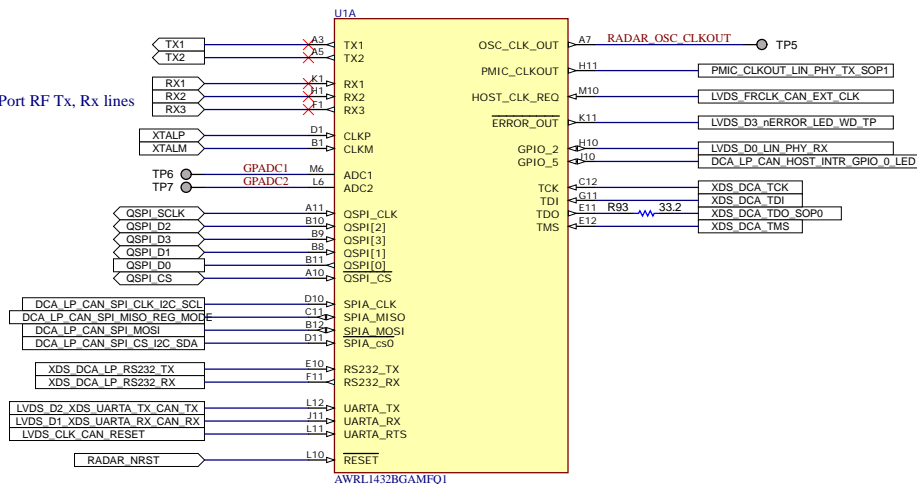 U1A
TX1 A3 TX1 OSC_CLK_OUT A7 RADAR_OSC_CLKOUT TP5
TX2 A5 TX2
PMIC_CLKOUT H11 PMIC_CLKOUT_LIN_PHY_TX_SOP1
RX1 K1 RX1
RX2 H1 RX2 HOST_CLK_REQ M10 LVDS_FRCLK_CAN_EXT_CLK
Port RF Tx, Rx lines
RX3 F1 RX3
ERROR_OUT K11 LVDS_D3_nERROR_LED_WD_TP
XTALP D1 CLKP
XTALM B1 CLKM GPIO_2 H10 LVDS_D0_LIN_PHY_RX
GPIO_5 J10 DCA_LP_CAN_HOST_INTR_GPIO_0_LED
TP6 GPADC1 M6 ADC1
TP7 GPADC2 L6 ADC2 TCK C12 XDS_DCA_TCK
TDI G11 XDS_DCA_TDI
QSPI_SCLK A11 QSPI_CLK TDO E11 R93 33.2 XDS_DCA_TDO_SOP0
QSPI_D2 B10 QSPI[2] TMS E12 XDS_DCA_TMS
QSPI_D3 B9 QSPI[3]
QSPI_D1 B8 QSPI[1]
QSPI_D0 B11 QSPI[0]
QSPI_CS A10 QSPI_CS
DCA_LP_CAN_SPI_CLK_I2C_SCL D10 SPIA_CLK
DCA_LP_CAN_SPI_MISO_REG_MODE C11 SPIA_MISO
DCA_LP_CAN_SPI_MOSI B12 SPIA_MOSI
DCA_LP_CAN_SPI_CS_I2C_SDA D11 SPIA_cs0
XDS_DCA_LP_RS232_TX E10 RS232_TX
XDS_DCA_LP_RS232_RX F11 RS232_RX
LVDS_D2_XDS_UARTA_TX_CAN_TX L12 UARTA_TX
LVDS_D1_XDS_UARTA_RX_CAN_RX J11 UARTA_RX
LVDS_CLK_CAN_RESET L11 UARTA_RTS
RADAR_NRST L10 RESET
AWRL1432BGAMFQ1